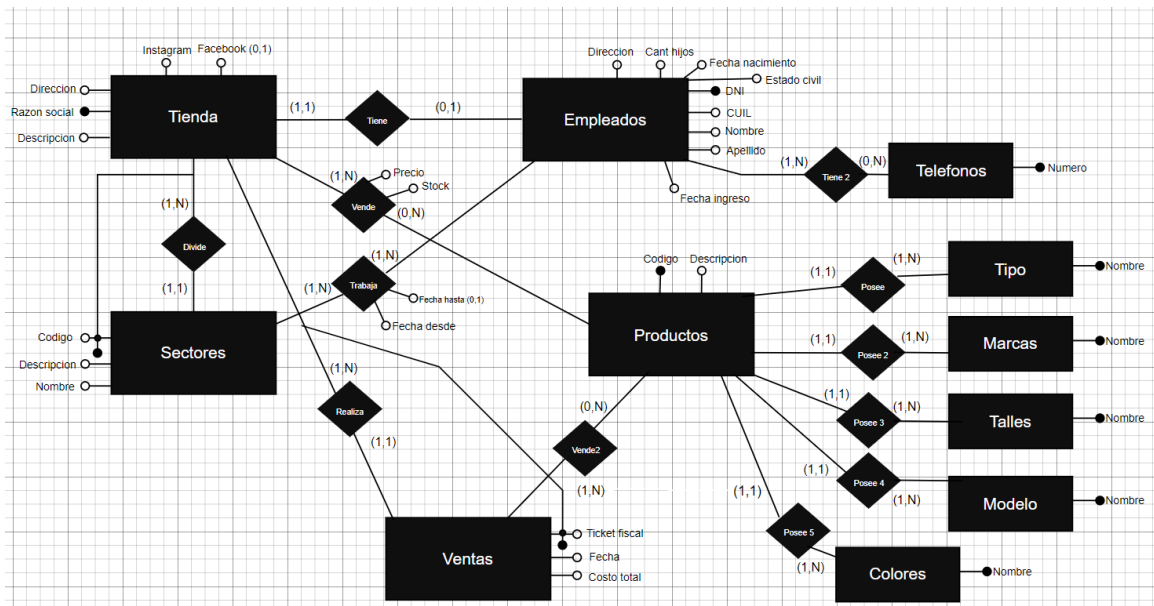 Instagram
Facebook (0,1)
Direccion
Razon social
Descripcion
Tienda
(1,1)
Tiene
(0,1)
Direccion
Cant hijos
Fecha nacimiento
Estado civil
DNI
CUIL
Nombre
Apellido
Fecha ingreso
Empleados
(1,N)
Tiene 2
(0,N)
Telefonos
Numero
(1,N)
Precio
Stock
Vende
(0,N)
(1,N)
Divide
(1,1)
(1,N)
Trabaja
(1,N)
Fecha hasta (0,1)
Fecha desde
Codigo
Descripcion
Nombre
Sectores
Codigo
Descripcion
Productos
(1,1)
Posee
(1,N)
Tipo
Nombre
(1,1)
Posee 2
(1,N)
Marcas
Nombre
(1,1)
Posee 3
(1,N)
Talles
Nombre
(1,1)
Posee 4
(1,N)
Modelo
Nombre
(1,1)
Posee 5
(1,N)
Colores
Nombre
(1,N)
Realiza
(1,1)
(0,N)
Vende2
(1,N)
Ventas
Ticket fiscal
Fecha
Costo total